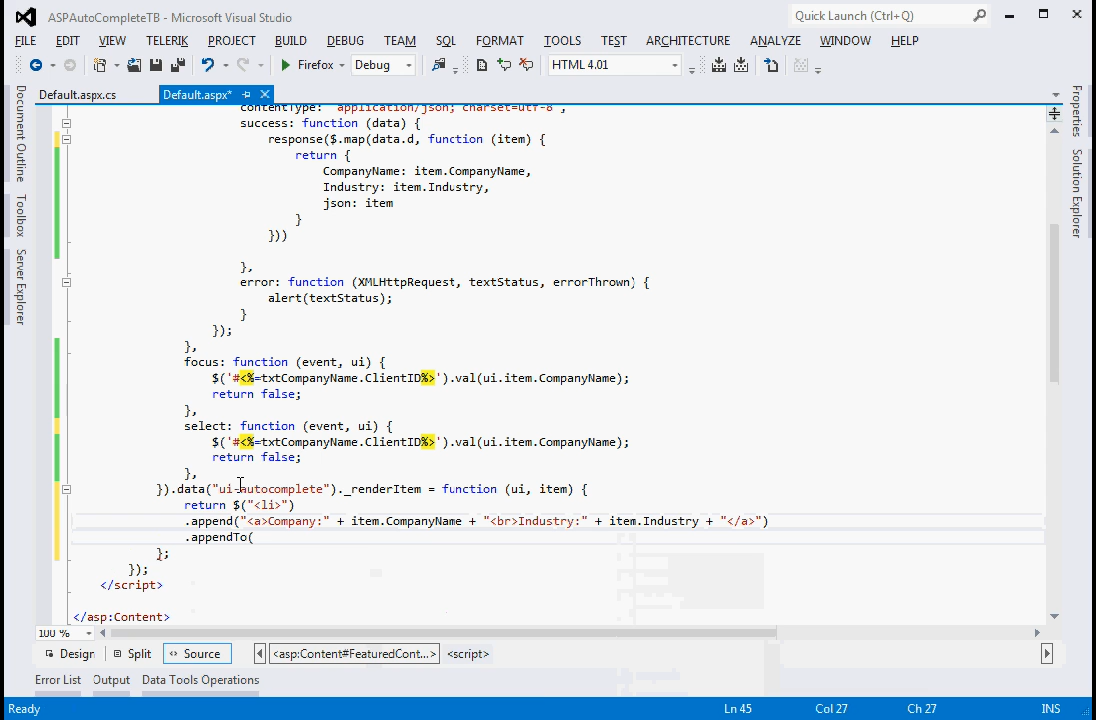 ASPAutoCompleteTB - Microsoft Visual Studio
Quick Launch (Ctrl+Q)
FILE EDIT VIEW TELERIK PROJECT BUILD DEBUG TEAM SQL FORMAT TOOLS TEST ARCHITECTURE ANALYZE WINDOW HELP
Firefox Debug HTML 4.01
Default.aspx.cs Default.aspx*
Document Outline
Toolbox
Server Explorer
Properties
Solution Explorer
contentType: "application/json; charset=utf-8",
success: function (data) {
response($.map(data.d, function (item) {
return {
CompanyName: item.CompanyName,
Industry: item.Industry,
json: item
}
}))
},
error: function (XMLHttpRequest, textStatus, errorThrown) {
alert(textStatus);
}
});
},
focus: function (event, ui) {
$('#<%=txtCompanyName.ClientID%>').val(ui.item.CompanyName);
return false;
},
select: function (event, ui) {
$('#<%=txtCompanyName.ClientID%>').val(ui.item.CompanyName);
return false;
},
}).data("ui-autocomplete")._renderItem = function (ui, item) {
return $("<li>")
.append("<a>Company:" + item.CompanyName + "<br>Industry:" + item.Industry + "</a>")
.appendTo(
};
});
</script>
</asp:Content>
100 %
Design Split Source <asp:Content#FeaturedCont...> <script>
Error List Output Data Tools Operations
Ready Ln 45 Col 27 Ch 27 INS